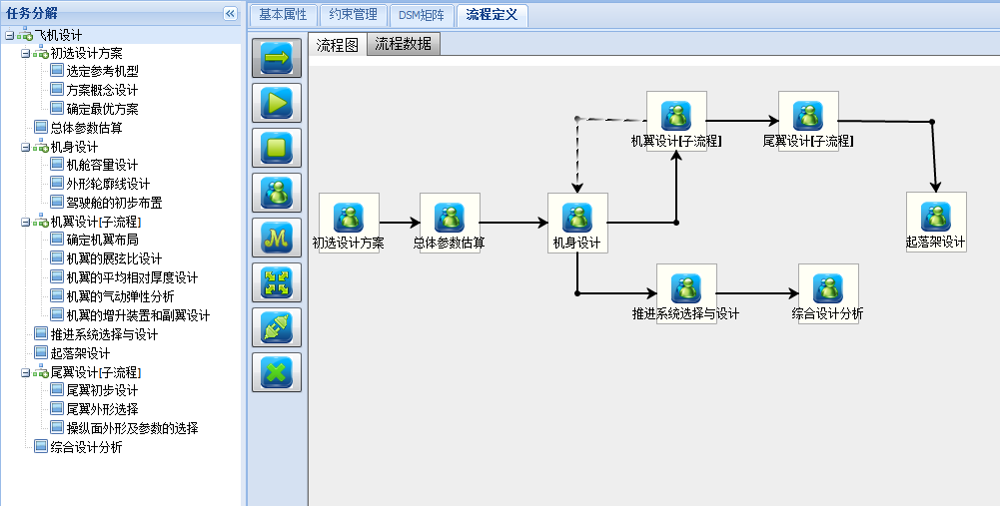 任务分解
飞机设计
初选设计方案
选定参考机型
方案概念设计
确定最优方案
总体参数估算
机身设计
机舱容量设计
外形轮廓线设计
驾驶舱的初步布置
机翼设计[子流程]
确定机翼布局
机翼的展弦比设计
机翼的平均相对厚度设计
机翼的气动弹性分析
机翼的增升装置和副翼设计
推进系统选择与设计
起落架设计
尾翼设计[子流程]
尾翼初步设计
尾翼外形选择
操纵面外形及参数的选择
综合设计分析
基本属性 约束管理 DSM矩阵 流程定义
流程图 流程数据
机翼设计[子流程] 尾翼设计[子流程]
初选设计方案 总体参数估算 机身设计 起落架设计
推进系统选择与设计 综合设计分析